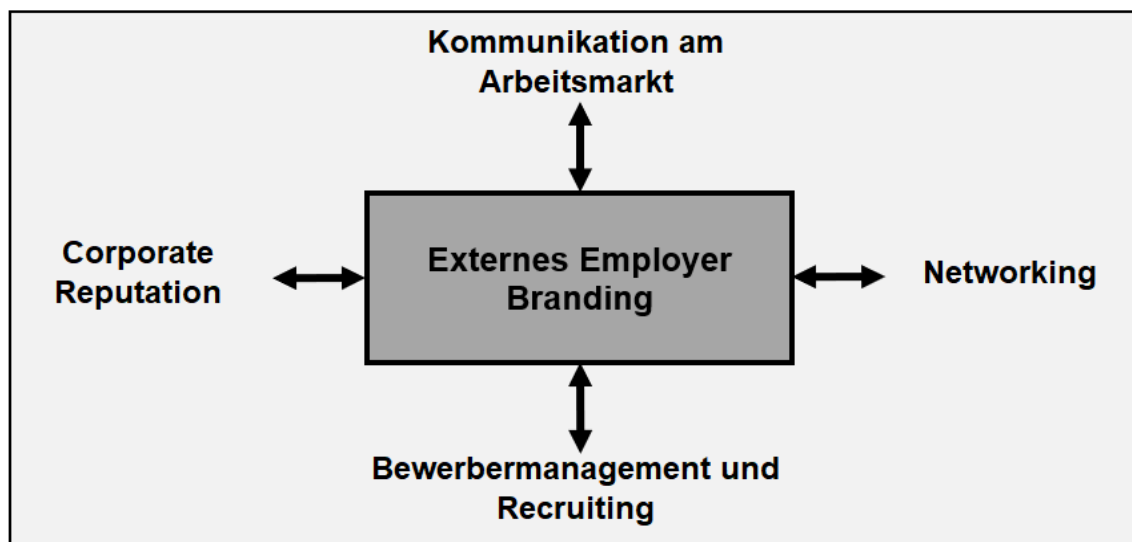 Kommunikation am
Arbeitsmarkt
Corporate
Reputation
Externes Employer
Branding
Networking
Bewerbermanagement und
Recruiting